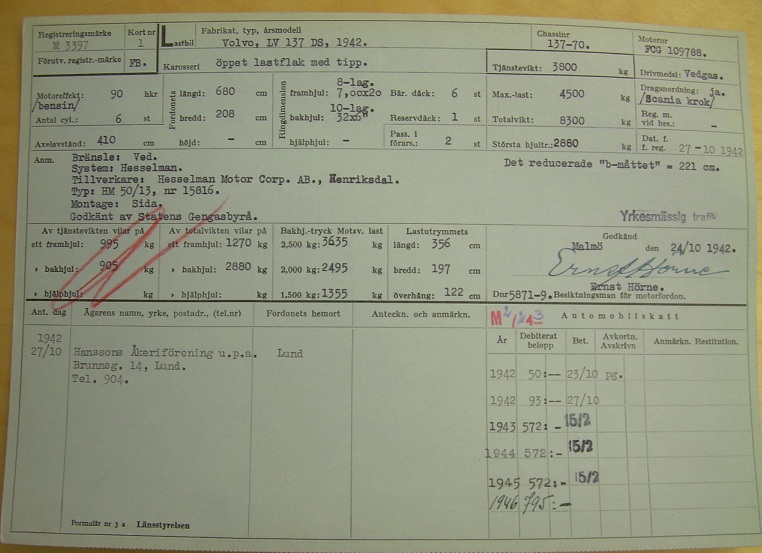 Registreringsmärke Kort nr Lastbil Fabrikat, typ, årsmodell Chassinr Motornr
M 3397 1 Volvo, LV 137 DS, 1942. 137-70. FCG 109788.
Förutv. registr.-märke FB. Karosseri öppet lastflak med tipp. Tjänstevikt: 3800 kg Drivmedel: Vedgas.
Motoreffekt: 90 hkr Fordonets längd: 680 cm Ringdimension framhjul: 8-lag. 7,00x20 Bär. däck: 6 st Max.-last: 4500 kg Draganordning: ja.
/bensin/ /Scania krok/
Antal cyl.: 6 st bredd: 208 cm bakhjul: 10-lag. 32x6" Reservdäck: 1 st Totalvikt: 8300 kg Reg. m. vid bes.: -
Axelavstånd: 410 cm höjd: - cm hjälphjul: - Pass. i förars.: 2 st Största hjultr.: 2880 kg Dat. f. f. reg. 27-10 1942
Anm. Bränsle: Ved. Det reducerade "b-måttet" = 221 cm.
System: Hesselman.
Tillverkare: Hesselman Motor Corp. AB., Henriksdal.
Typ: HM 50/13, nr 15816.
Montage: Sida.
Godkänt av Statens Gengasbyrå. Yrkesmässig trafik
Av tjänstevikten vilar på Av totalvikten vilar på Bakhj.-tryck Motsv. last Lastutrymmets Godkänd
ett framhjul: 995 kg ett framhjul: 1270 kg 2,500 kg: 3635 längd: 356 cm Malmö den 24/10 1942.
» bakhjul: 905 kg » bakhjul: 2880 kg 2,000 kg: 2495 bredd: 197 cm Ernst Hörne
» hjälphjul: kg » hjälphjul: kg 1,500 kg: 1355 överhäng: 122 cm Ernst Hörne.
Dnr 5871-9. Besiktningsman för motorfordon.
Ant. dag Ägarens namn, yrke, postadr., (tel.nr) Fordonets hemort Anteckn. och anmärkn. M 2/2 43 Automobilskatt
År Debiterat belopp Bet. Avkortn. Avskrivn Anmärkn. Restitution.
1942
27/10 Hanssons Åkeriförening u.p.a. Lund
Brunnsg. 14, Lund.
Tel. 904.
1942 50:-- 23/10 pg.
1942 93:-- 27/10
1943 572:- 15/2
1944 572:- 15/2
1945 572:- 15/2
1946 795:-
Formulär nr 3 a Länsstyrelsen